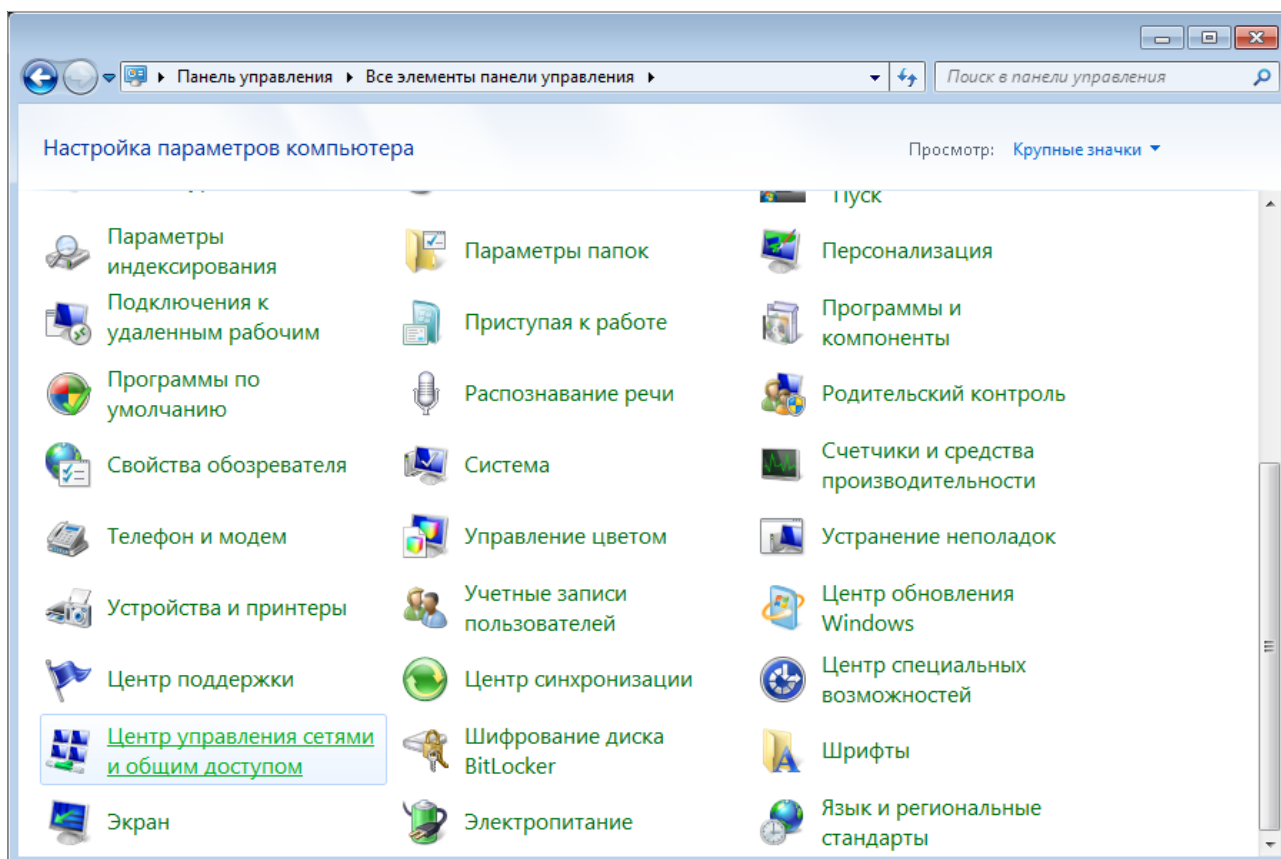 Панель управления
Все элементы панели управления
Поиск в панели управления
Настройка параметров компьютера
Просмотр: Крупные значки
Пуск
Параметры
индексирования
Параметры папок
Персонализация
Подключения к
удаленным рабочим
Приступая к работе
Программы и
компоненты
Программы по
умолчанию
Распознавание речи
Родительский контроль
Свойства обозревателя
Система
Счетчики и средства
производительности
Телефон и модем
Управление цветом
Устранение неполадок
Устройства и принтеры
Учетные записи
пользователей
Центр обновления
Windows
Центр поддержки
Центр синхронизации
Центр специальных
возможностей
Центр управления сетями
и общим доступом
Шифрование диска
BitLocker
Шрифты
Экран
Электропитание
Язык и региональные
стандарты